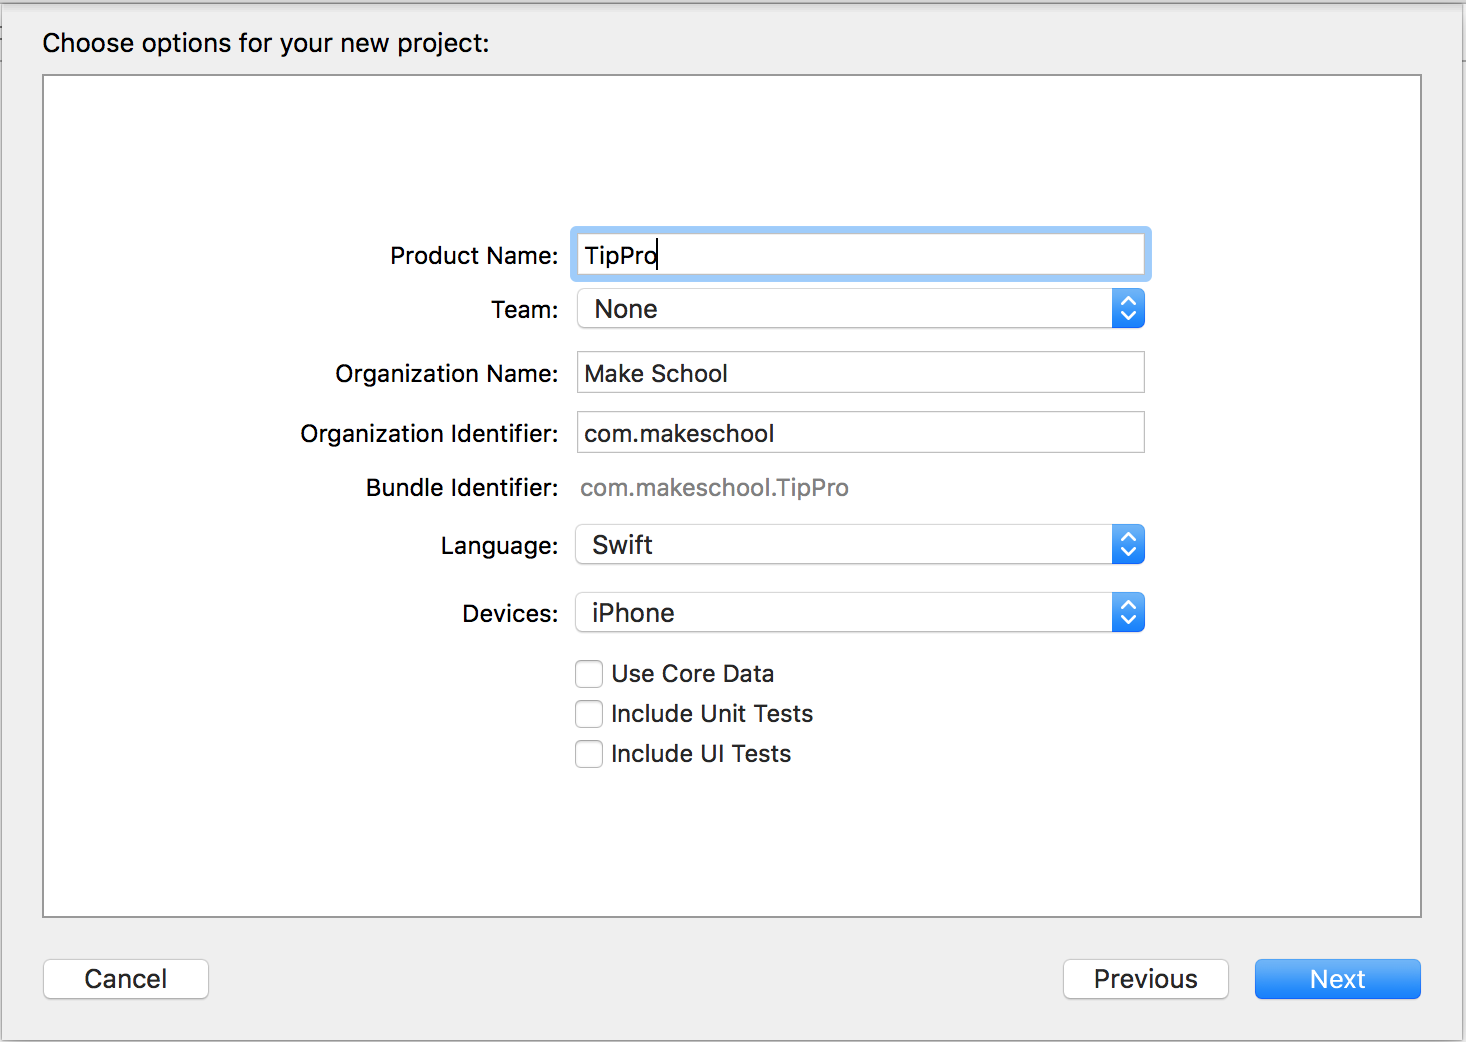 Choose options for your new project:
Product Name: TipPro
Team: None
Organization Name: Make School
Organization Identifier: com.makeschool
Bundle Identifier: com.makeschool.TipPro
Language: Swift
Devices: iPhone
Use Core Data
Include Unit Tests
Include UI Tests
Cancel Previous Next